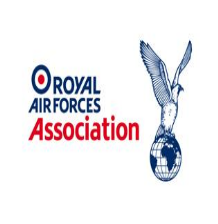 ROYAL
AIR FORCES
Association